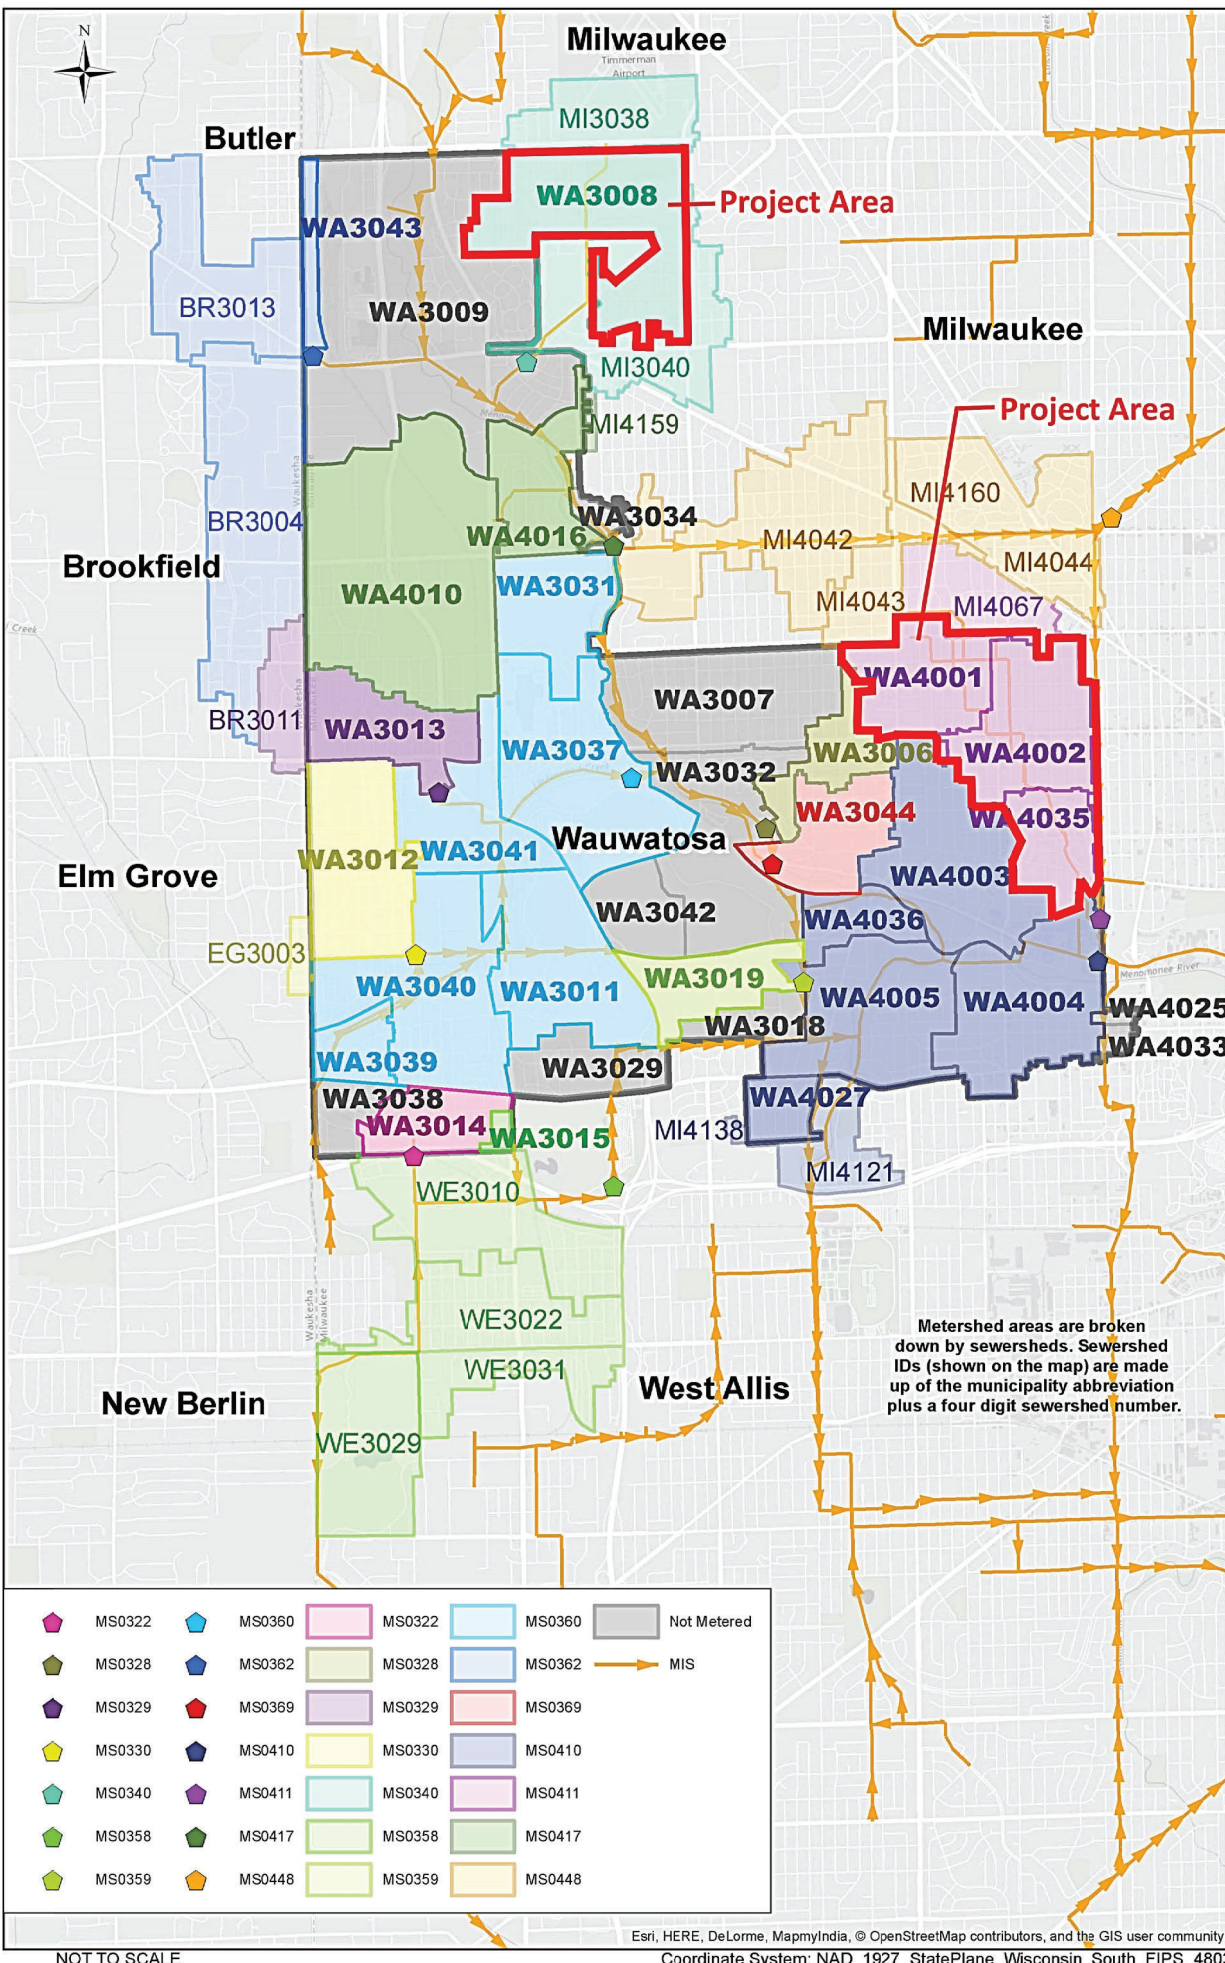 N
Milwaukee
Timmerman
Airport
MI3038
Butler
WA3008
Project Area
WA3043
BR3013
WA3009
Milwaukee
MI3040
Project Area
MI4159
MI4160
BR3004
WA3034
WA4016
MI4042
Brookfield
MI4044
WA3031
WA4010
MI4043
MI4067
WA4001
WA3007
BR3011
WA3013
WA3037
WA3006
WA4002
WA3032
WA3044
WA4035
Wauwatosa
WA3012
WA3041
Elm Grove
WA4003
WA3042
WA4036
EG3003
WA3019
Menomonee River
WA3040
WA3011
WA4005
WA4004
WA4025
WA3018
WA4033
WA3039
WA3029
WA3038
WA4027
WA3014
WA3015
MI4138
MI4121
WE3010
Waukesha
Milwaukee
WE3022
WE3031
Metershed areas are broken
down by sewersheds. Sewershed
IDs (shown on the map) are made
up of the municipality abbreviation
plus a four digit sewershed number.
New Berlin
West Allis
WE3029
MS0322 MS0360 MS0322 MS0360 Not Metered
MS0328 MS0362 MS0328 MS0362 MIS
MS0329 MS0369 MS0329 MS0369
MS0330 MS0410 MS0330 MS0410
MS0340 MS0411 MS0340 MS0411
MS0358 MS0417 MS0358 MS0417
MS0359 MS0448 MS0359 MS0448
Esri, HERE, DeLorme, MapmyIndia, © OpenStreetMap contributors, and the GIS user community
NOT TO SCALE
Coordinate System: NAD_1927_StatePlane_Wisconsin_South_FIPS_4803